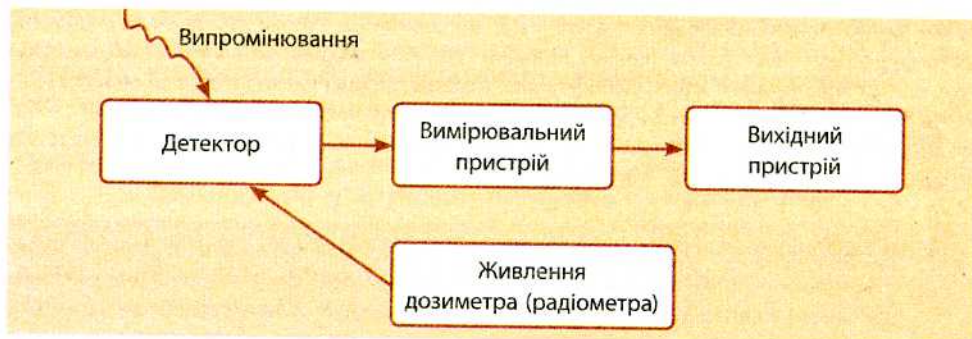 Випромінювання
Детектор
Вимірювальний
пристрій
Вихідний
пристрій
Живлення
дозиметра (радіометра)